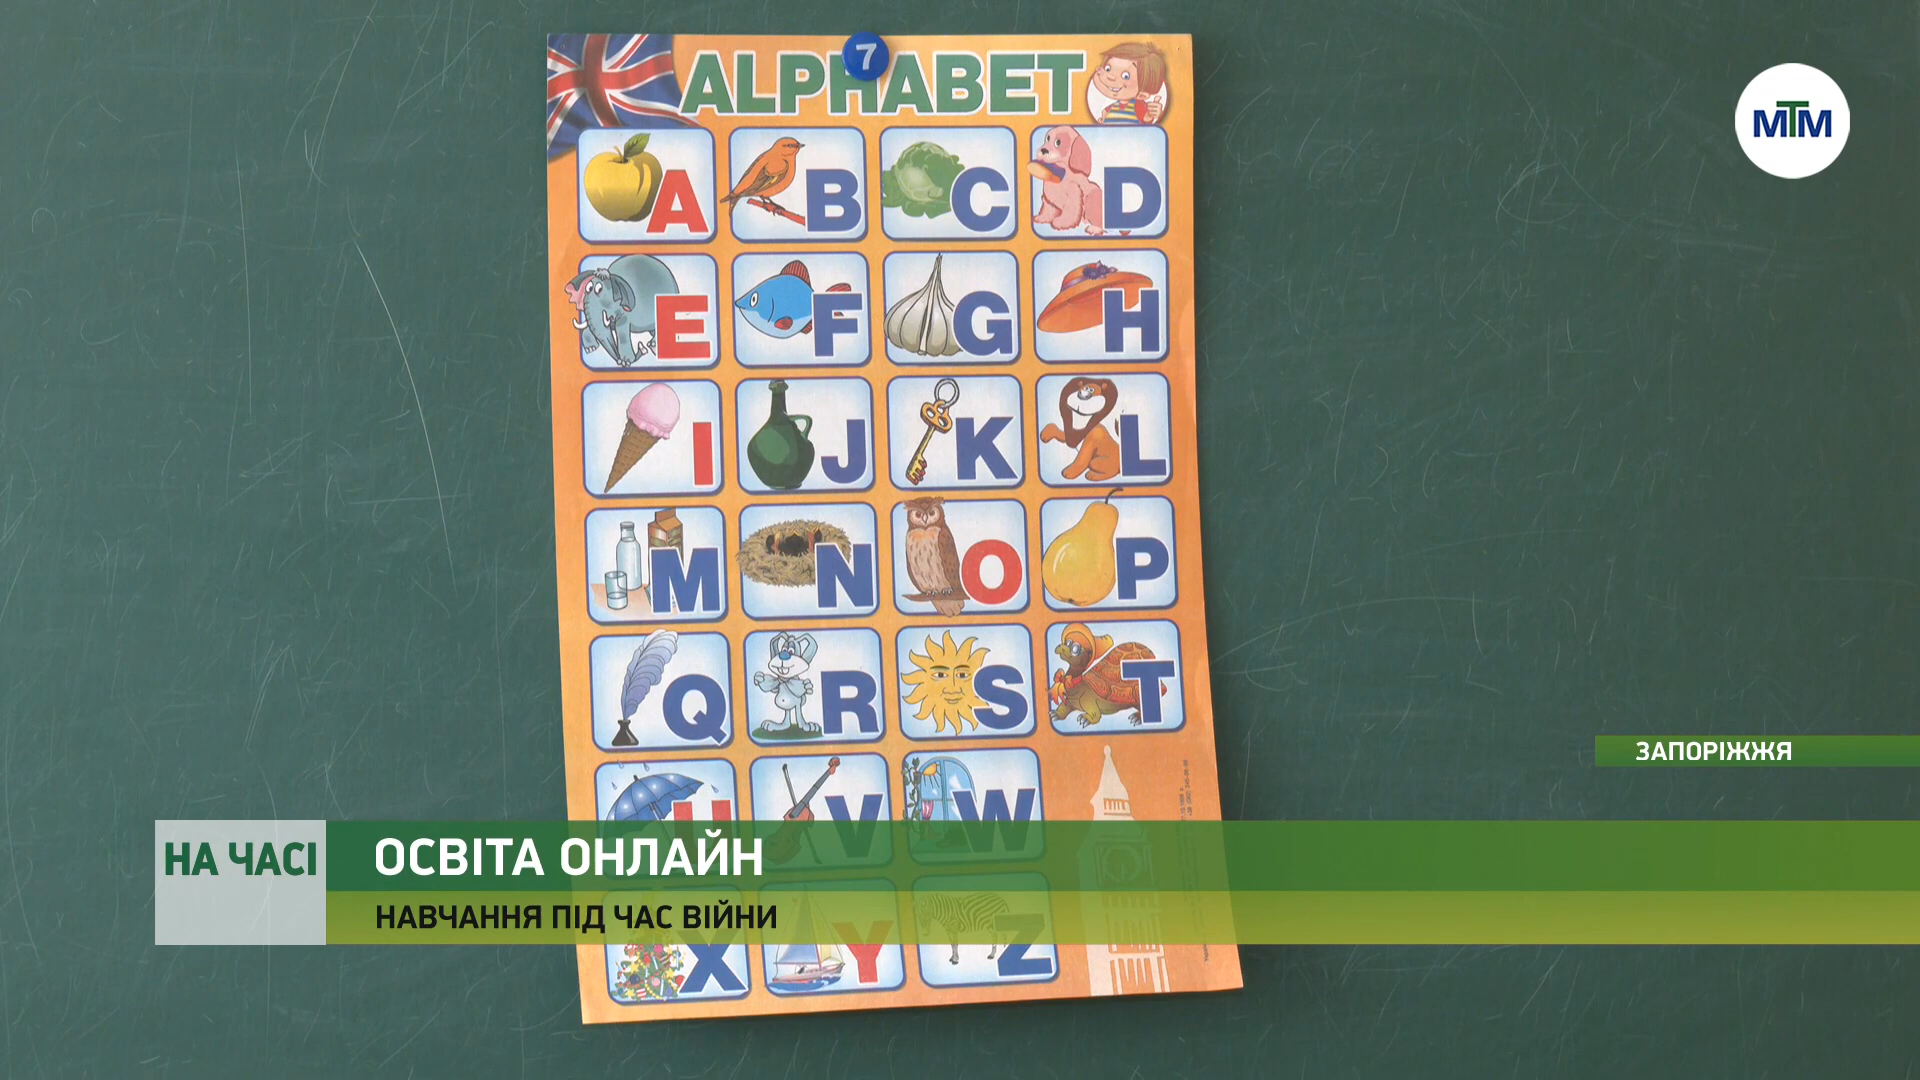 ALPHABET
7
МТМ
A B C D
E F G H
I J K L
M N O P
Q R S T
U V W
X Y Z
ЗАПОРІЖЖЯ
НА ЧАСІ
ОСВІТА ОНЛАЙН
НАВЧАННЯ ПІД ЧАС ВІЙНИ